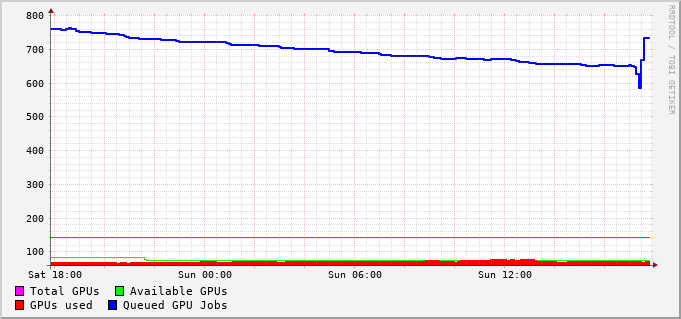 800
700
600
500
400
300
200
100
Sat 18:00 Sun 00:00 Sun 06:00 Sun 12:00
Total GPUs Available GPUs
GPUs used Queued GPU Jobs
RRDTOOL / TOBI OETIKER